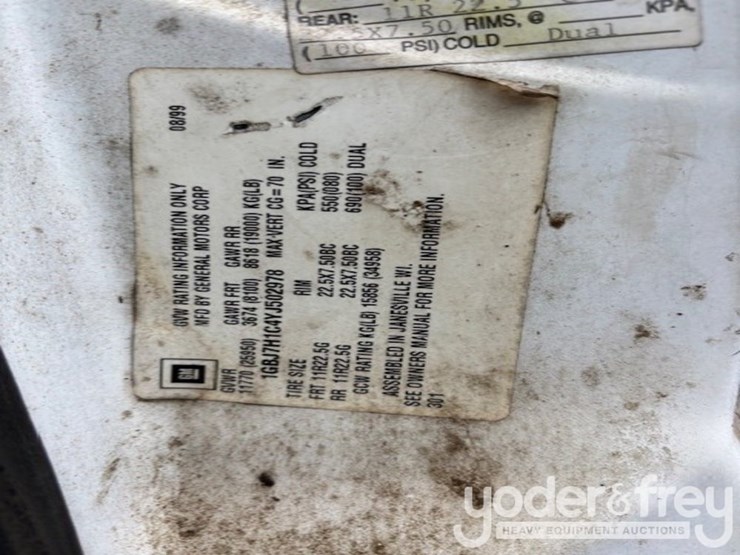 REAR: 11R 22.5
X7.50 RIMS, @ KPA,
(100 PSI) COLD Dual
08/99
GVW RATING INFORMATION ONLY
MFD BY GENERAL MOTORS CORP
GM
GVWR GAWR FRT GAWR RR
11770 (25950) 3674 (8100) 8618 (19000) KG(LB)
1GBJ7H1C4YJ502978 MAX-VERT CG=70 IN.
TIRE SIZE RIM KPA(PSI) COLD
FRT 11R22.5G 22.5X7.50BC 550(080)
RR 11R22.5G 22.5X7.50BC 690(100) DUAL
GCW RATING KG(LB) 15856 (34958)
ASSEMBLED IN JANESVILLE WI.
SEE OWNERS MANUAL FOR MORE INFORMATION.
301
yoder&frey
HEAVY EQUIPMENT AUCTIONS